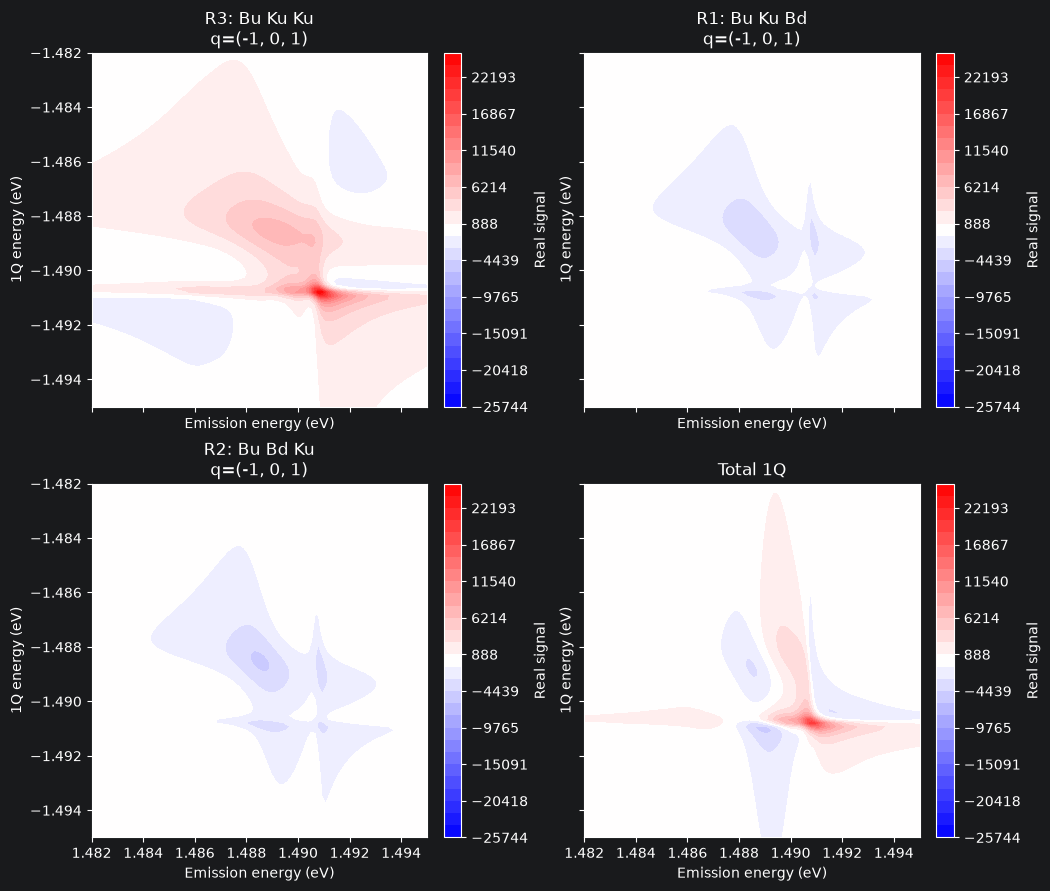 R3: Bu Ku Ku
q=(-1, 0, 1)
−1.482
−1.484
−1.486
−1.488
−1.490
−1.492
−1.494
1Q energy (eV)
Emission energy (eV)
22193
16867
11540
6214
888
−4439
−9765
−15091
−20418
−25744
Real signal
R1: Bu Ku Bd
q=(-1, 0, 1)
1Q energy (eV)
Emission energy (eV)
22193
16867
11540
6214
888
−4439
−9765
−15091
−20418
−25744
Real signal
R2: Bu Bd Ku
q=(-1, 0, 1)
−1.482
−1.484
−1.486
−1.488
−1.490
−1.492
−1.494
1Q energy (eV)
1.482 1.484 1.486 1.488 1.490 1.492 1.494
Emission energy (eV)
22193
16867
11540
6214
888
−4439
−9765
−15091
−20418
−25744
Real signal
Total 1Q
1Q energy (eV)
1.482 1.484 1.486 1.488 1.490 1.492 1.494
Emission energy (eV)
22193
16867
11540
6214
888
−4439
−9765
−15091
−20418
−25744
Real signal